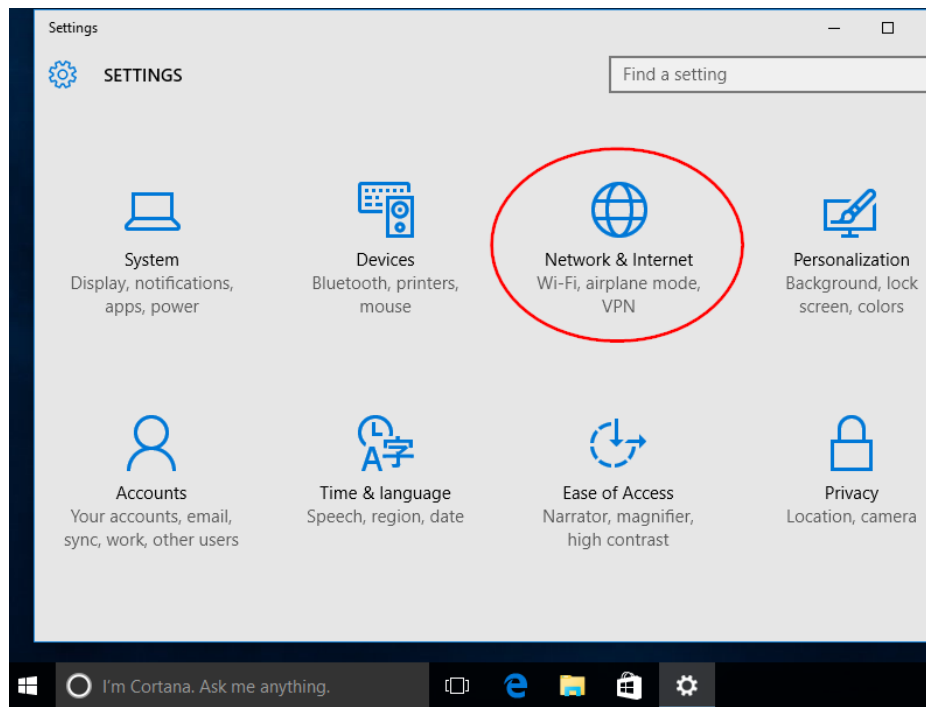 Settings
SETTINGS
Find a setting
System
Display, notifications,
apps, power
Devices
Bluetooth, printers,
mouse
Network & Internet
Wi-Fi, airplane mode,
VPN
Personalization
Background, lock
screen, colors
Accounts
Your accounts, email,
sync, work, other users
A字
Time & language
Speech, region, date
Ease of Access
Narrator, magnifier,
high contrast
Privacy
Location, camera
I'm Cortana. Ask me anything.